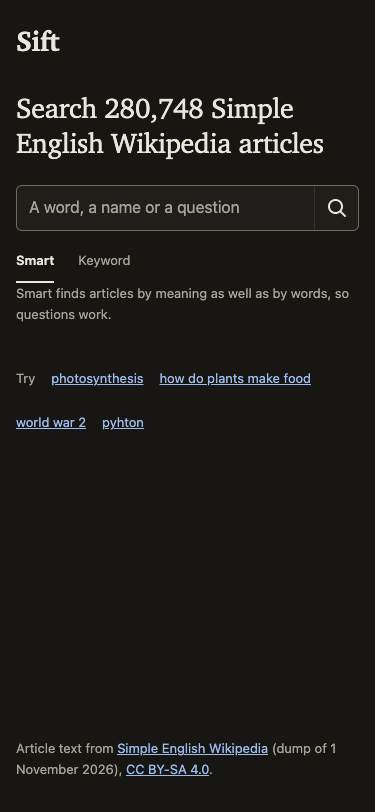 Sift
Search 280,748 Simple
English Wikipedia articles
A word, a name or a question
Smart Keyword
Smart finds articles by meaning as well as by words, so
questions work.
Try photosynthesis how do plants make food
world war 2 pyhton
Article text from Simple English Wikipedia (dump of 1
November 2026), CC BY-SA 4.0.